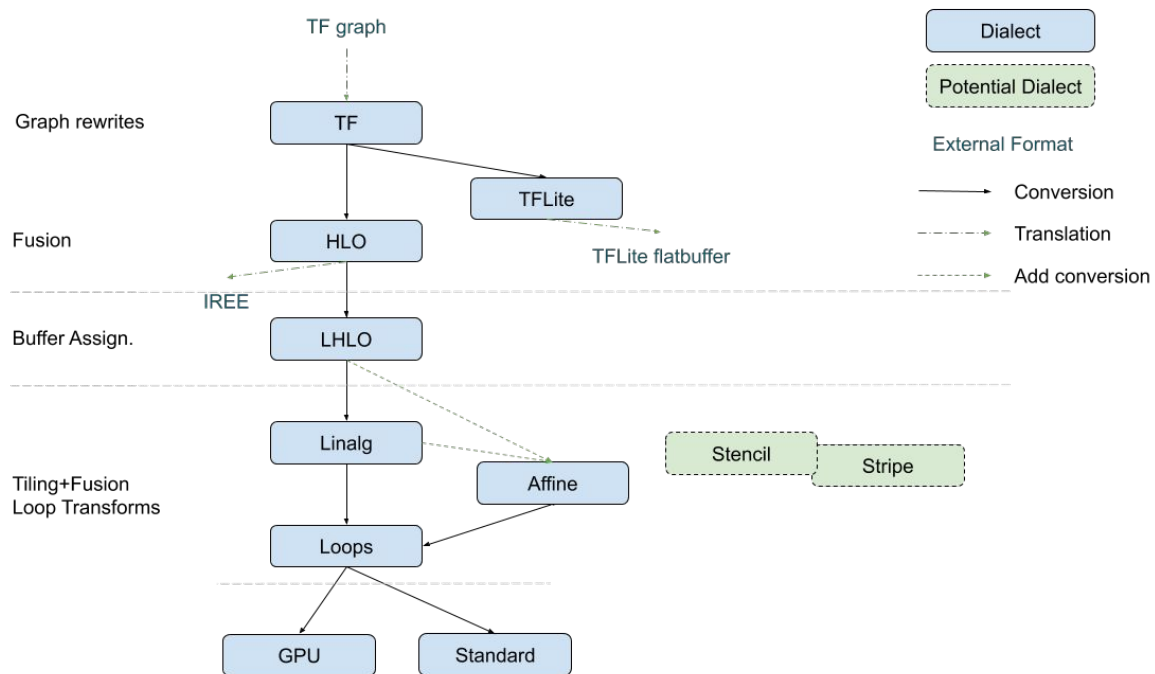 TF graph
Dialect
Potential Dialect
Graph rewrites
TF
External Format
TFLite
Conversion
Fusion
HLO
TFLite flatbuffer
Translation
IREE
Add conversion
Buffer Assign.
LHLO
Linalg
Stencil
Stripe
Tiling+Fusion
Loop Transforms
Affine
Loops
GPU
Standard